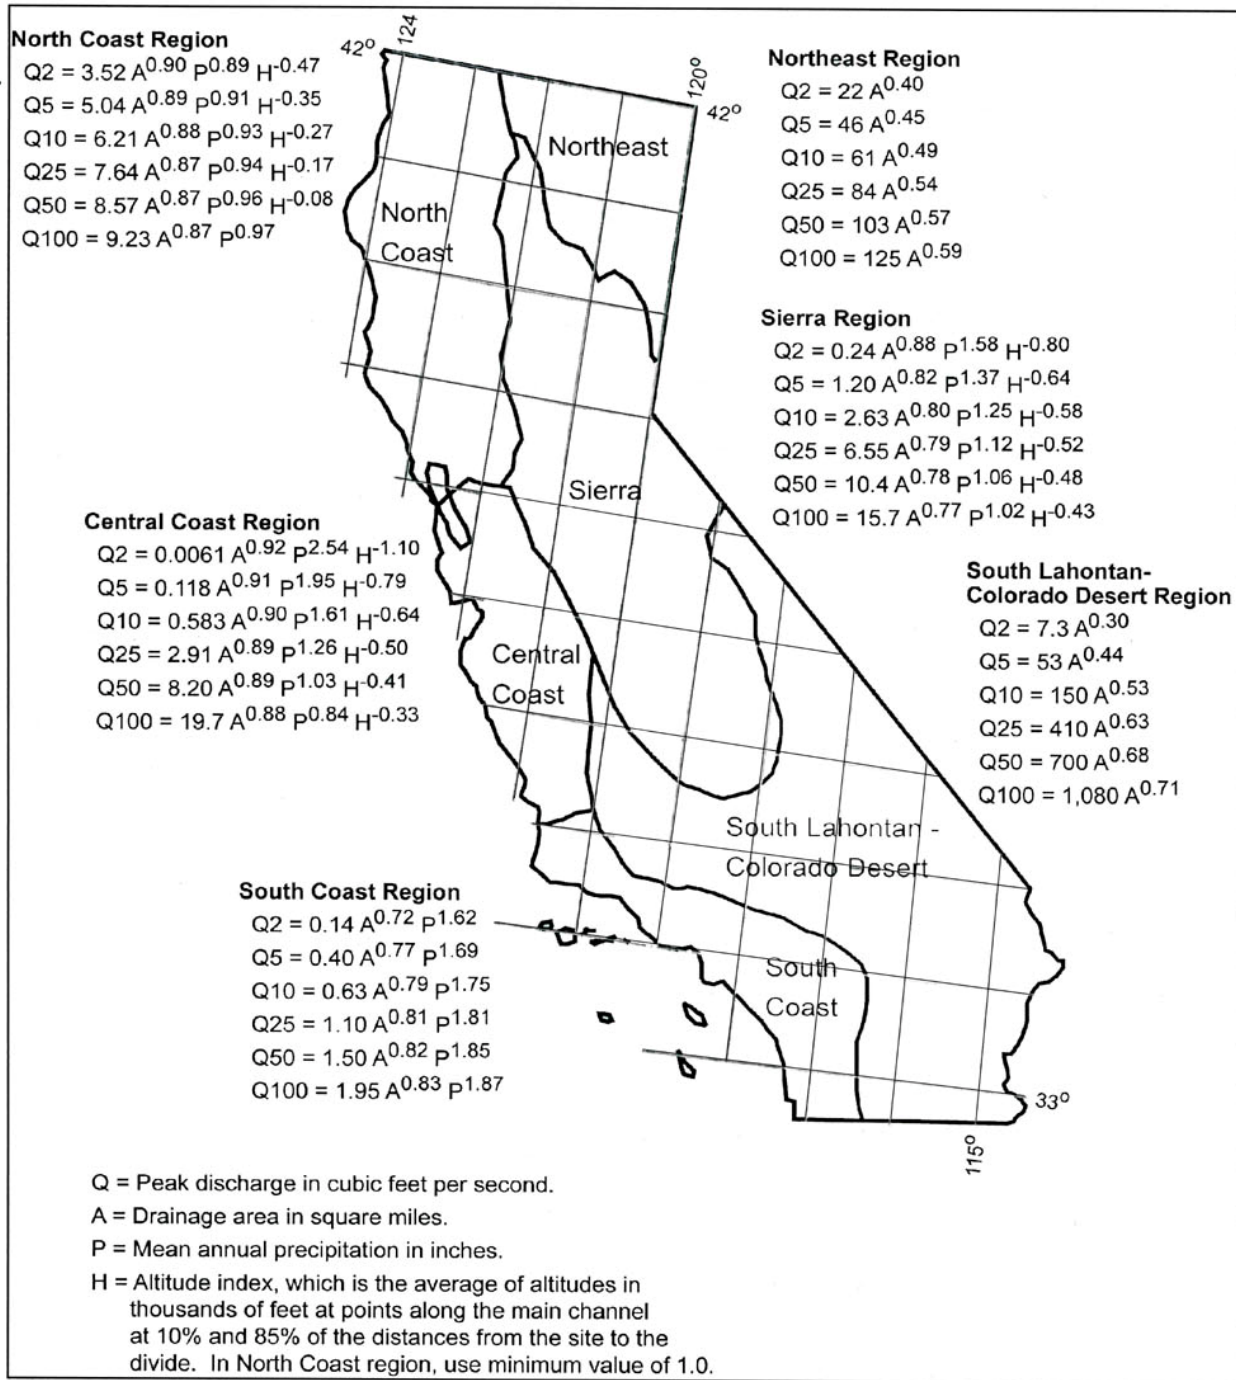 North Coast Region
Q2 = 3.52 A0.90 P0.89 H-0.47
Q5 = 5.04 A0.89 P0.91 H-0.35
Q10 = 6.21 A0.88 P0.93 H-0.27
Q25 = 7.64 A0.87 P0.94 H-0.17
Q50 = 8.57 A0.87 P0.96 H-0.08
Q100 = 9.23 A0.87 P0.97
42o
124
120o
42o
Northeast Region
Q2 = 22 A0.40
Q5 = 46 A0.45
Q10 = 61 A0.49
Q25 = 84 A0.54
Q50 = 103 A0.57
Q100 = 125 A0.59
Northeast
North
Coast
Sierra Region
Q2 = 0.24 A0.88 P1.58 H-0.80
Q5 = 1.20 A0.82 P1.37 H-0.64
Q10 = 2.63 A0.80 P1.25 H-0.58
Q25 = 6.55 A0.79 P1.12 H-0.52
Q50 = 10.4 A0.78 P1.06 H-0.48
Q100 = 15.7 A0.77 P1.02 H-0.43
Sierra
Central Coast Region
Q2 = 0.0061 A0.92 P2.54 H-1.10
Q5 = 0.118 A0.91 P1.95 H-0.79
Q10 = 0.583 A0.90 P1.61 H-0.64
Q25 = 2.91 A0.89 P1.26 H-0.50
Q50 = 8.20 A0.89 P1.03 H-0.41
Q100 = 19.7 A0.88 P0.84 H-0.33
Central
Coast
South Lahontan-
Colorado Desert Region
Q2 = 7.3 A0.30
Q5 = 53 A0.44
Q10 = 150 A0.53
Q25 = 410 A0.63
Q50 = 700 A0.68
Q100 = 1,080 A0.71
South Lahontan -
Colorado Desert
South Coast Region
Q2 = 0.14 A0.72 P1.62
Q5 = 0.40 A0.77 P1.69
Q10 = 0.63 A0.79 P1.75
Q25 = 1.10 A0.81 P1.81
Q50 = 1.50 A0.82 P1.85
Q100 = 1.95 A0.83 P1.87
South
Coast
33o
115o
Q = Peak discharge in cubic feet per second.
A = Drainage area in square miles.
P = Mean annual precipitation in inches.
H = Altitude index, which is the average of altitudes in
thousands of feet at points along the main channel
at 10% and 85% of the distances from the site to the
divide. In North Coast region, use minimum value of 1.0.